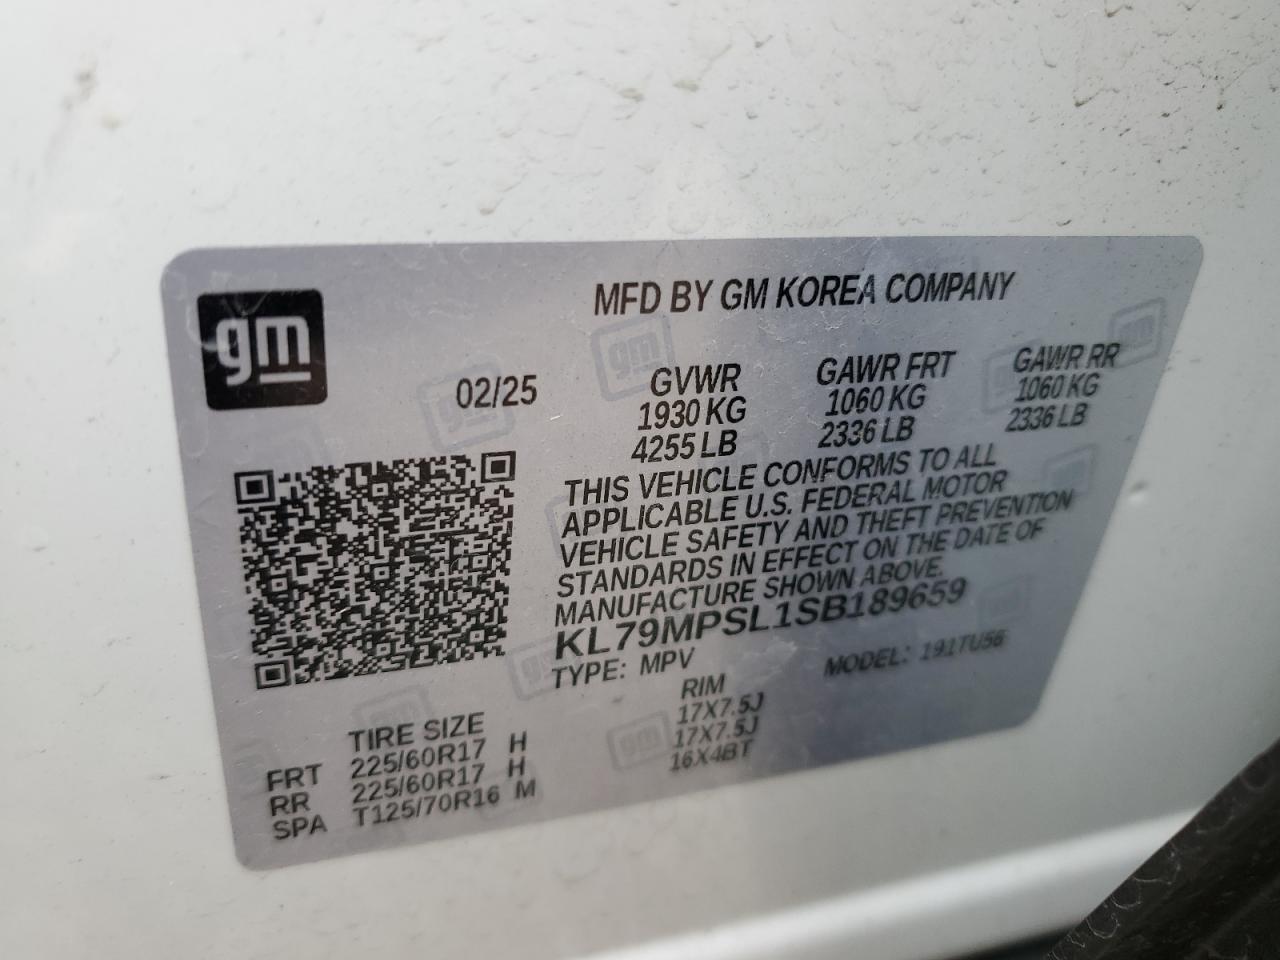 gm
MFD BY GM KOREA COMPANY
02/25
GVWR GAWR FRT GAWR RR
1930 KG 1060 KG 1060 KG
4255 LB 2336 LB 2336 LB
THIS VEHICLE CONFORMS TO ALL
APPLICABLE U.S. FEDERAL MOTOR
VEHICLE SAFETY AND THEFT PREVENTION
STANDARDS IN EFFECT ON THE DATE OF
MANUFACTURE SHOWN ABOVE.
KL79MPSL1SB189659
TYPE: MPV MODEL: 191TU56
TIRE SIZE RIM
FRT 225/60R17 H 17X7.5J
RR 225/60R17 H 17X7.5J
SPA T125/70R16 M 16X4BT